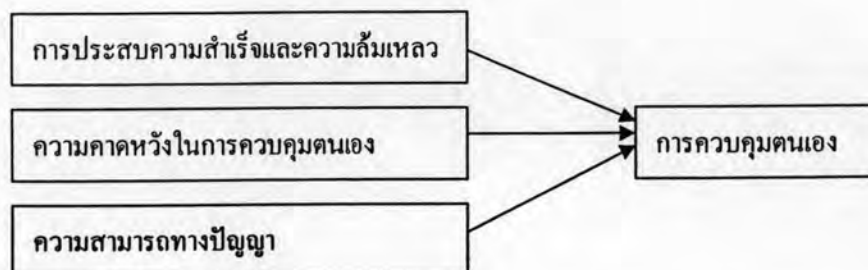 การประสบความสำเร็จและความล้มเหลว
ความคาดหวังในการควบคุมตนเอง
การควบคุมตนเอง
ความสามารถทางปัญญา